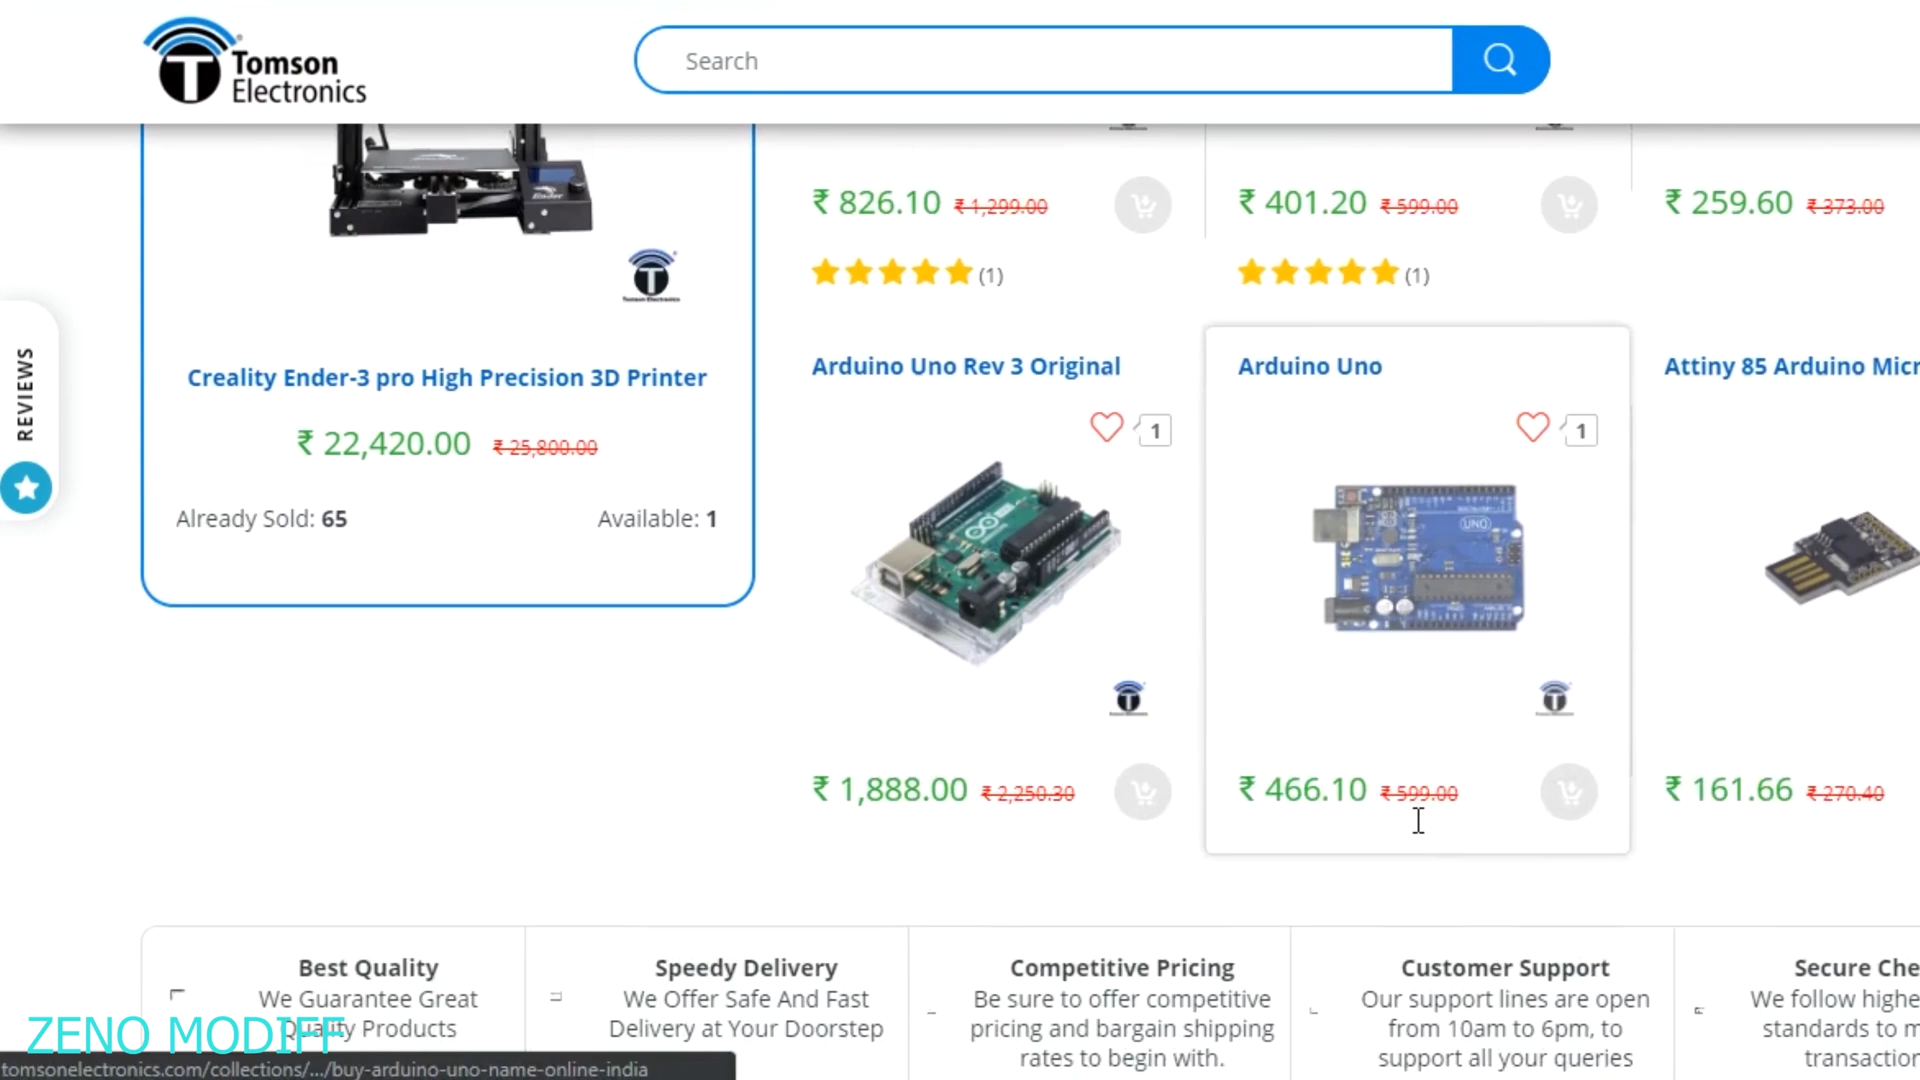 Tomson
Electronics
Search
₹ 826.10 ₹ 1,299.00
₹ 401.20 ₹ 599.00
₹ 259.60 ₹ 373.00
(1)
(1)
REVIEWS
Creality Ender-3 pro High Precision 3D Printer
₹ 22,420.00 ₹ 25,800.00
Already Sold: 65
Available: 1
Arduino Uno Rev 3 Original
1
₹ 1,888.00 ₹ 2,250.30
Arduino Uno
1
UNO
₹ 466.10 ₹ 599.00
Attiny 85 Arduino Micr
₹ 161.66 ₹ 270.40
Best Quality
We Guarantee Great
Quality Products
Speedy Delivery
We Offer Safe And Fast
Delivery at Your Doorstep
Competitive Pricing
Be sure to offer competitive
pricing and bargain shipping
rates to begin with.
Customer Support
Our support lines are open
from 10am to 6pm, to
support all your queries
Secure Che
We follow highe
standards to m
transaction
ZENO MODIFF
tomsonelectronics.com/collections/.../buy-arduino-uno-name-online-india